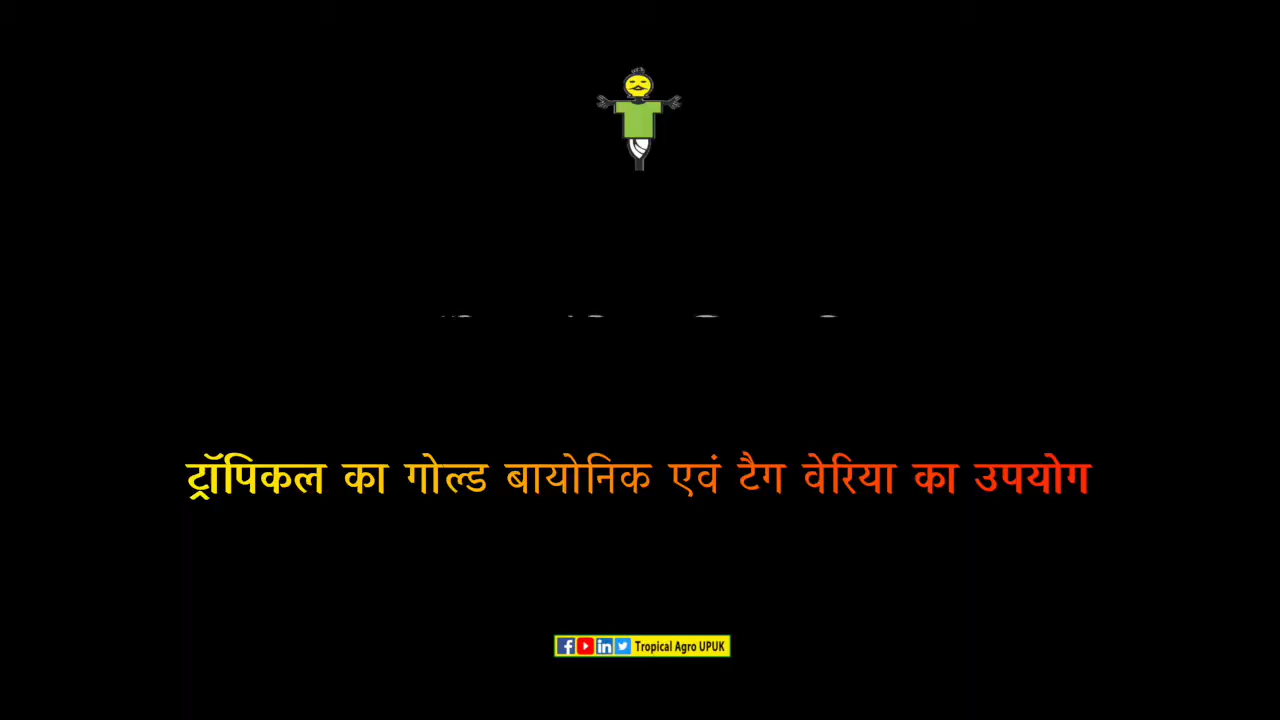 ट्रॉपिकल का गोल्ड बायोनिक एवं टैग वेरिया का उपयोग
Tropical Agro UPUK